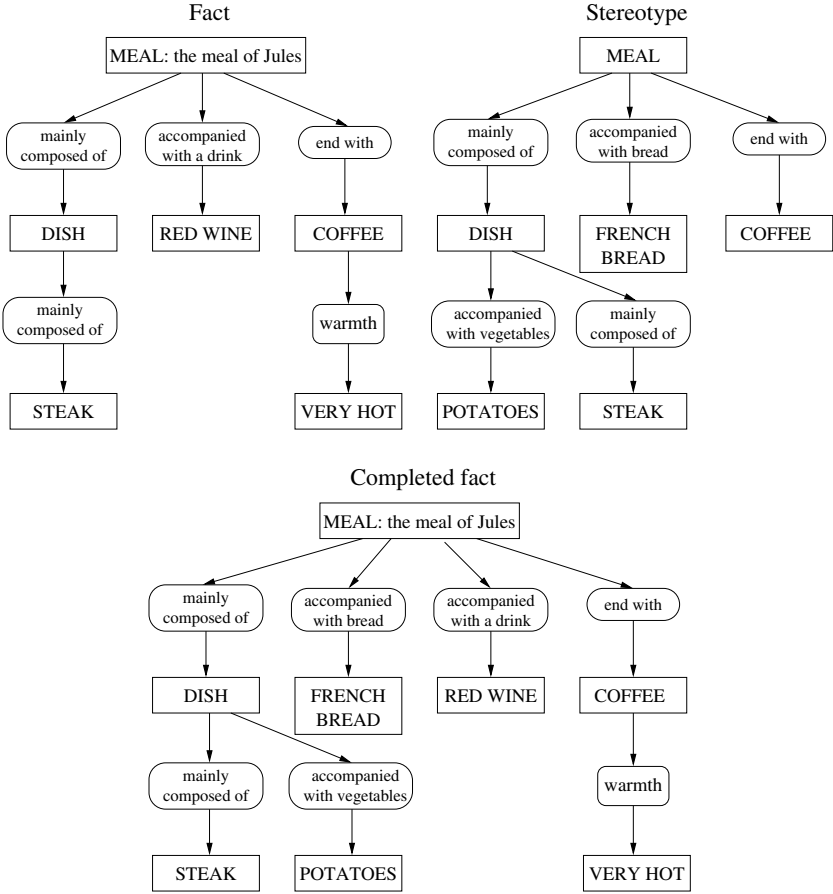 Fact
MEAL: the meal of Jules
mainly
composed of
accompanied
with a drink
end with
DISH
RED WINE
COFFEE
mainly
composed of
warmth
STEAK
VERY HOT
Stereotype
MEAL
mainly
composed of
accompanied
with bread
end with
DISH
FRENCH
BREAD
COFFEE
accompanied
with vegetables
mainly
composed of
POTATOES
STEAK
Completed fact
MEAL: the meal of Jules
mainly
composed of
accompanied
with bread
accompanied
with a drink
end with
DISH
FRENCH
BREAD
RED WINE
COFFEE
mainly
composed of
accompanied
with vegetables
warmth
STEAK
POTATOES
VERY HOT